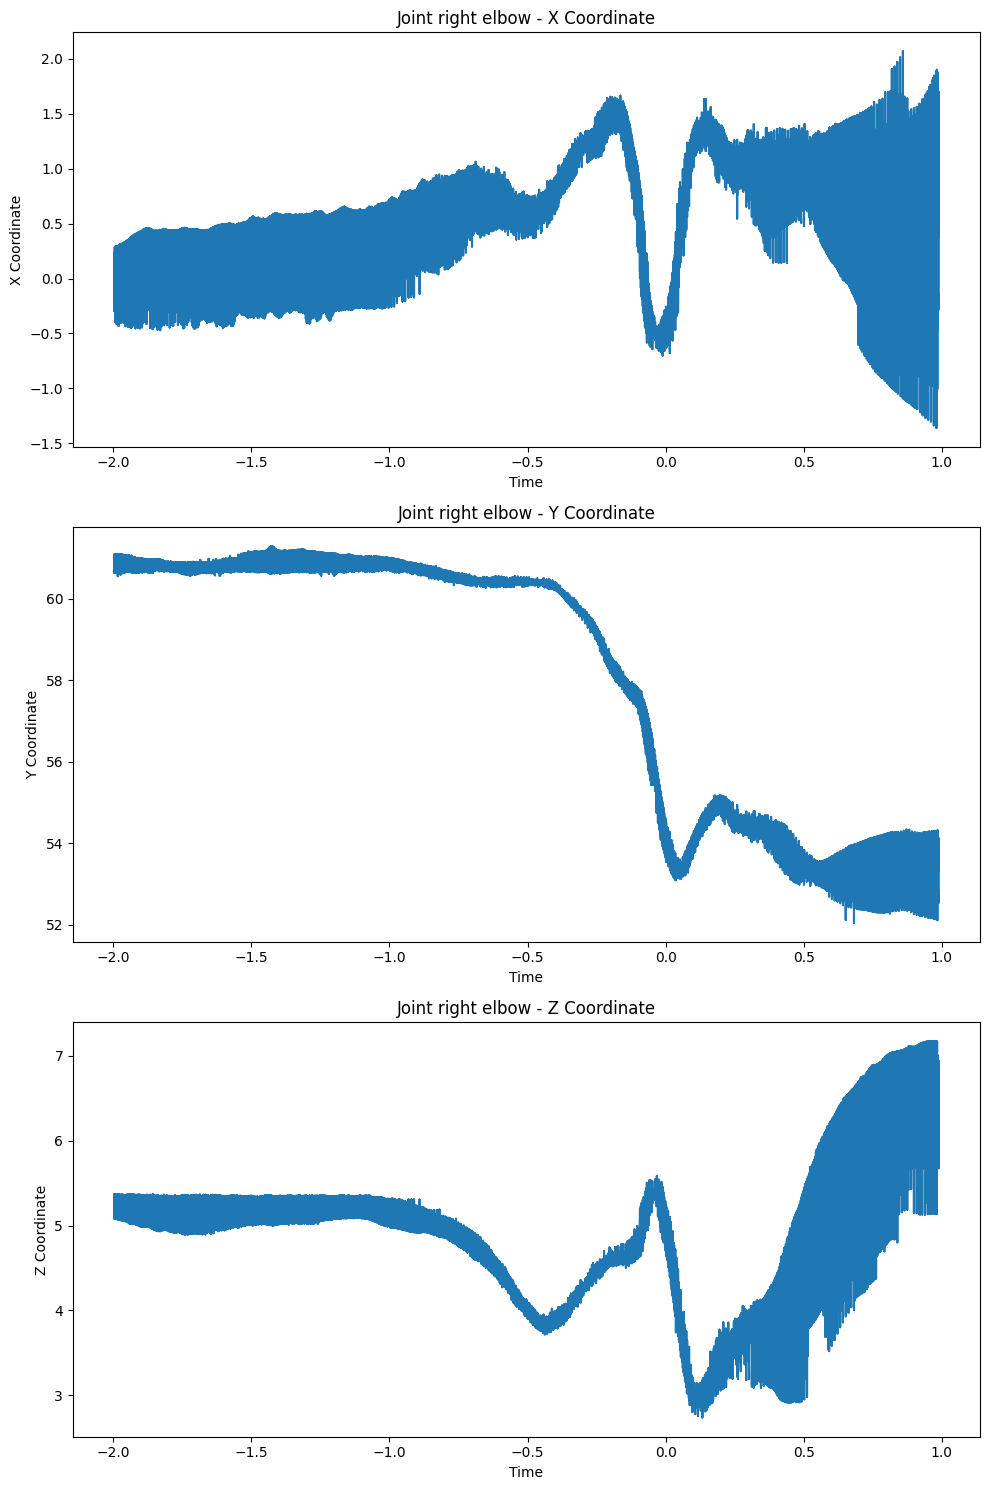 Joint right elbow - X Coordinate
2.0
1.5
1.0
0.5
0.0
−0.5
−1.0
−1.5
X Coordinate
−2.0 −1.5 −1.0 −0.5 0.0 0.5 1.0
Time
Joint right elbow - Y Coordinate
60
58
56
54
52
Y Coordinate
−2.0 −1.5 −1.0 −0.5 0.0 0.5 1.0
Time
Joint right elbow - Z Coordinate
7
6
5
4
3
Z Coordinate
−2.0 −1.5 −1.0 −0.5 0.0 0.5 1.0
Time